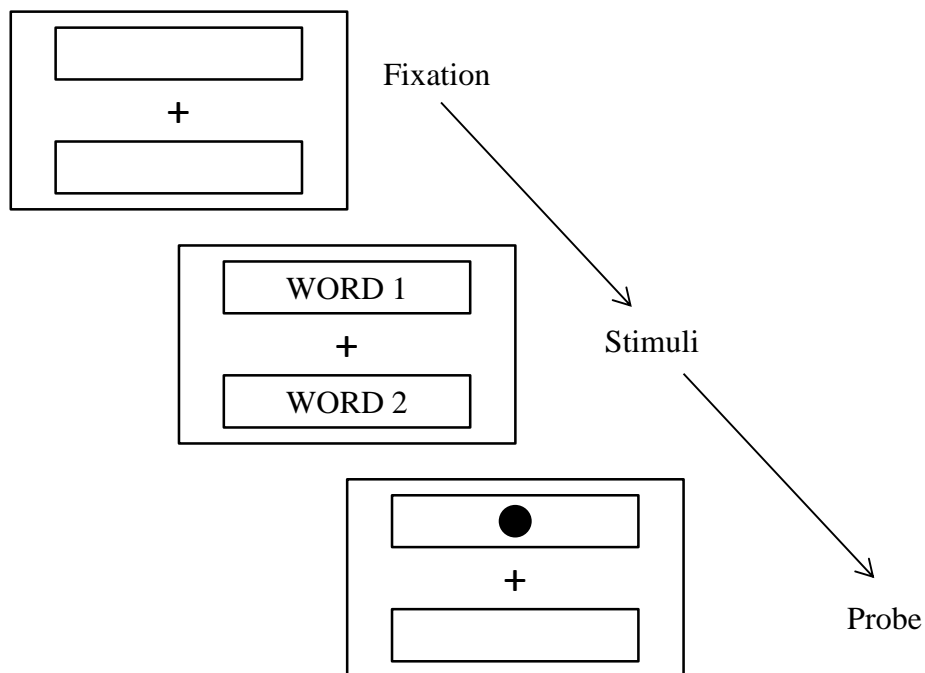 Fixation
+
WORD 1
+
WORD 2
Stimuli
+
Probe